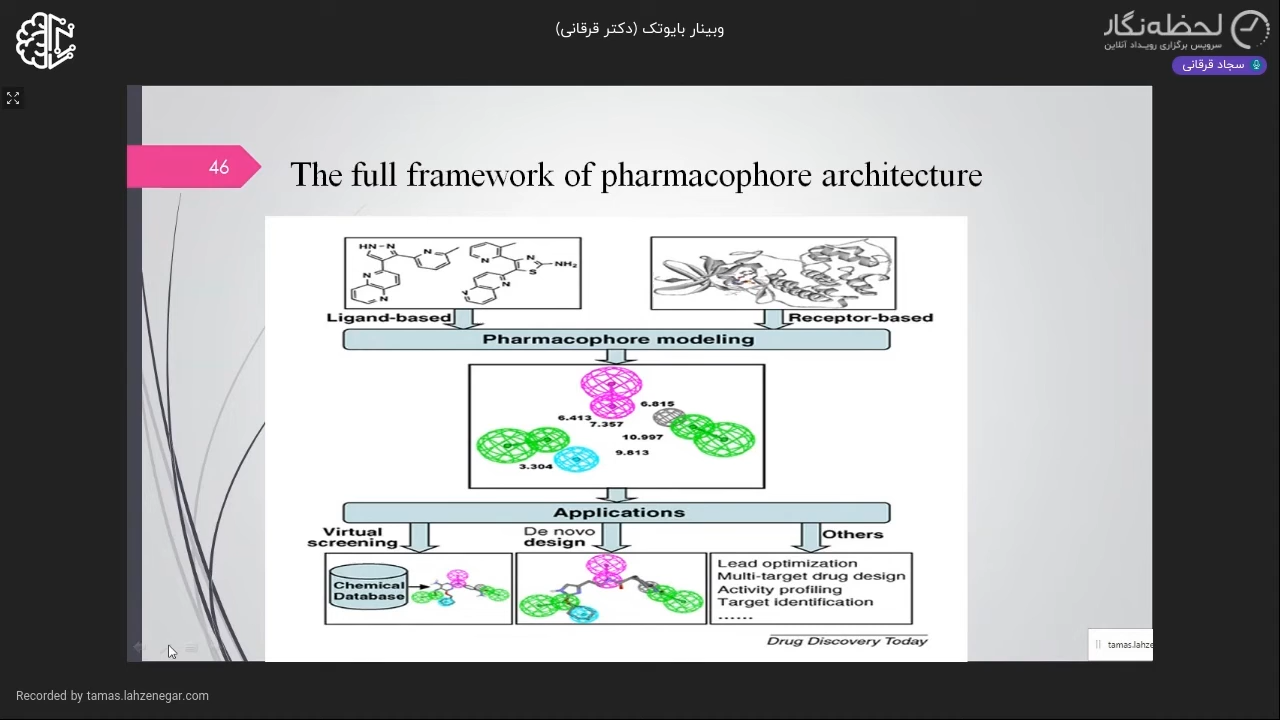 وبینار بایوتک (دکتر قرقانی)
لحظه‌نگار
سرویس برگزاری رویداد آنلاین
سجاد قرقانی
46
The full framework of pharmacophore architecture
HN N
N
N
N
N
N
S
NH2
N
N
N
Ligand-based
Receptor-based
Pharmacophore modeling
6.815
6.413
7.357
10.997
9.813
3.304
Applications
Virtual screening
De novo design
Others
Chemical Database
Lead optimization
Multi-target drug design
Activity profiling
Target identification
......
Drug Discovery Today
tamas.lahze
Recorded by tamas.lahzenegar.com